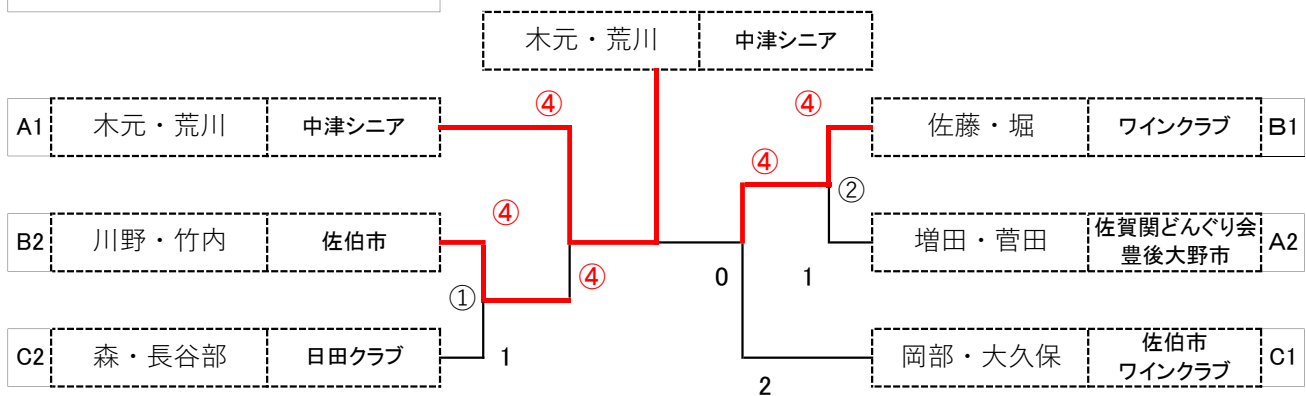 木元・荒川 中津シニア
④ ④
A1 木元・荒川 中津シニア
佐藤・堀 ワインクラブ B1
④
②
④
B2 川野・竹内 佐伯市
増田・菅田 佐賀関どんぐり会
豊後大野市 A2
④ 0 1
①
C2 森・長谷部 日田クラブ 1
岡部・大久保 佐伯市
ワインクラブ C1
2